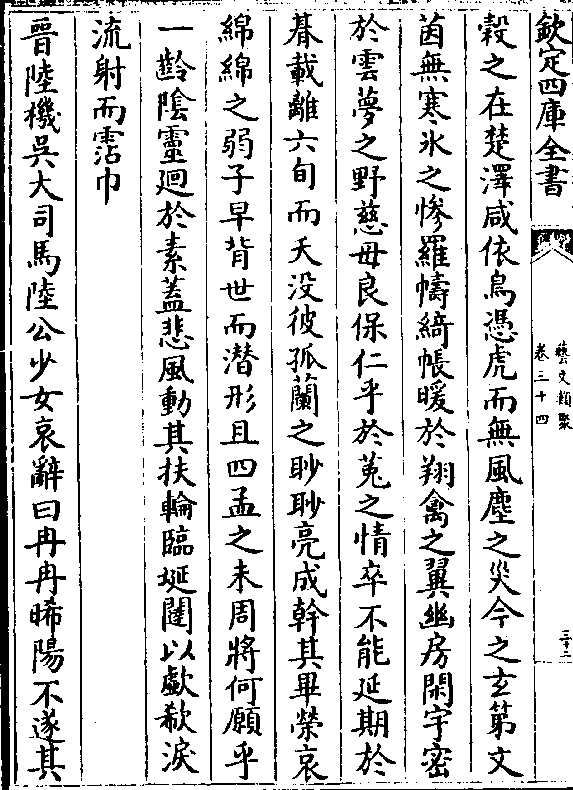 欽定四庫全書
藝文類聚
卷三十四
三十二
穀之在楚澤咸依鳥憑虎而無風塵之災今之玄第文
茵無寒氷之慘羅幬綺帳暖於翔禽之翼幽房閑宇密
於雲夢之野慈母良保仁乎於菟之情卒不能延期於
朞載離六旬而夭没彼孤蘭之眇眇亮成幹其畢榮哀
綿綿之弱子早背世而潜形且四孟之未周將何願乎
一齡陰靈廻於素蓋悲風動其扶輪臨埏闥以歔欷淚
流射而霑巾
晉陸機吳大司馬陸公少女哀辭曰冉冉晞陽不遂其